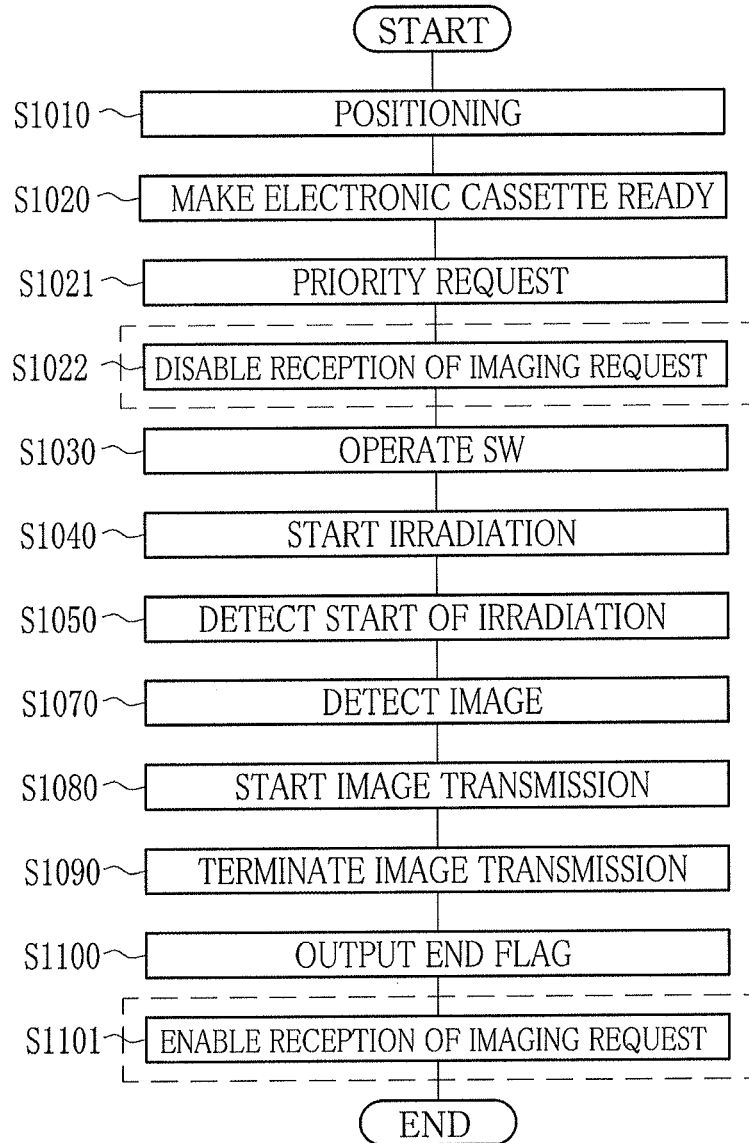 START
S1010 POSITIONING
S1020 MAKE ELECTRONIC CASSETTE READY
S1021 PRIORITY REQUEST
S1022 DISABLE RECEPTION OF IMAGING REQUEST
S1030 OPERATE SW
S1040 START IRRADIATION
S1050 DETECT START OF IRRADIATION
S1070 DETECT IMAGE
S1080 START IMAGE TRANSMISSION
S1090 TERMINATE IMAGE TRANSMISSION
S1100 OUTPUT END FLAG
S1101 ENABLE RECEPTION OF IMAGING REQUEST
END